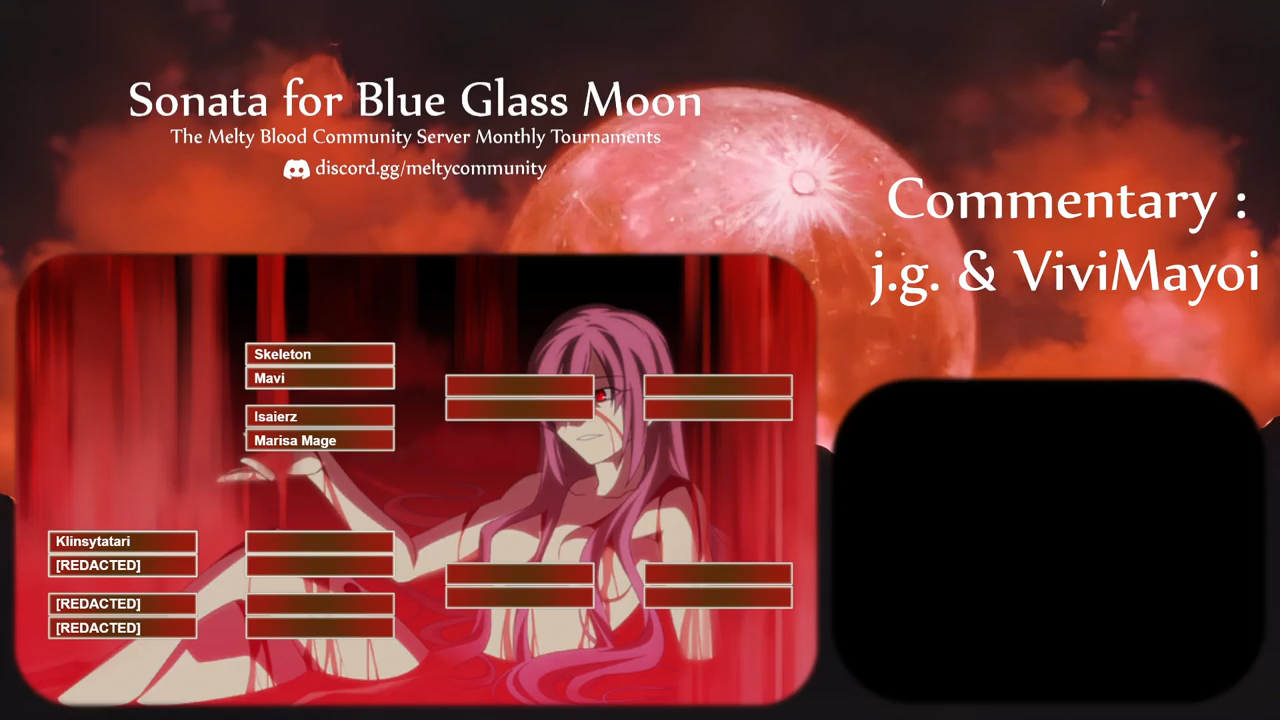 Sonata for Blue Glass Moon
The Melty Blood Community Server Monthly Tournaments
discord.gg/meltycommunity
Commentary :
j.g. & ViviMayoi
Skeleton
Mavi
Isaierz
Marisa Mage
Klinsytatari
[REDACTED]
[REDACTED]
[REDACTED]